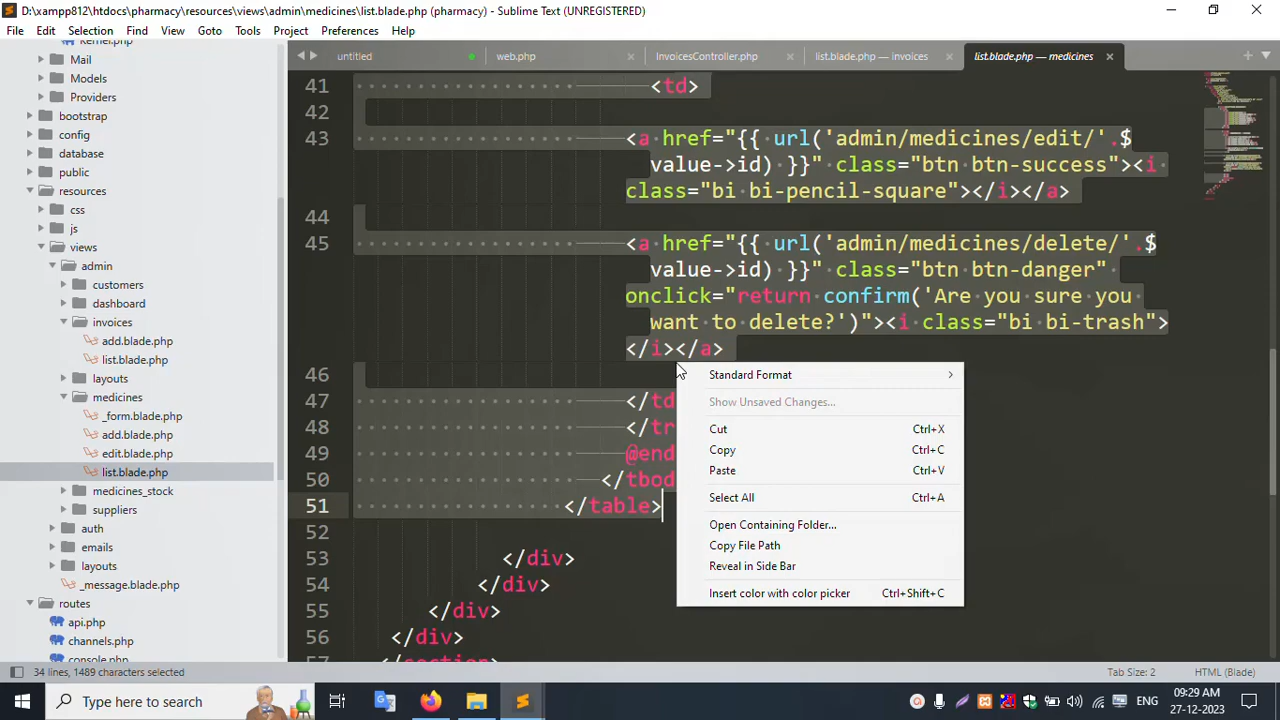 D:\xampp812\htdocs\pharmacy\resources\views\admin\medicines\list.blade.php (pharmacy) - Sublime Text (UNREGISTERED)
File Edit Selection Find View Goto Tools Project Preferences Help
Kernel.php
Mail
Models
Providers
bootstrap
config
database
public
resources
css
js
views
admin
customers
dashboard
invoices
add.blade.php
list.blade.php
layouts
medicines
_form.blade.php
add.blade.php
edit.blade.php
list.blade.php
medicines_stock
suppliers
auth
emails
layouts
_message.blade.php
routes
api.php
channels.php
console.php
untitled web.php InvoicesController.php list.blade.php — invoices list.blade.php — medicines
41 <td>
42
43 <a href="{{ url('admin/medicines/edit/'.$
value->id) }}" class="btn btn-success"><i
class="bi bi-pencil-square"></i></a>
44
45 <a href="{{ url('admin/medicines/delete/'.$
value->id) }}" class="btn btn-danger"
onclick="return confirm('Are you sure you
want to delete?')"><i class="bi bi-trash">
</i></a>
46
47 </td
48 </tr
49 @end
50 </tbod
51 </table>
52
53 </div>
54 </div>
55 </div>
56 </div>
57 </section>
Standard Format
Show Unsaved Changes...
Cut Ctrl+X
Copy Ctrl+C
Paste Ctrl+V
Select All Ctrl+A
Open Containing Folder...
Copy File Path
Reveal in Side Bar
Insert color with color picker Ctrl+Shift+C
34 lines, 1489 characters selected Tab Size: 2 HTML (Blade)
Type here to search ENG 09:29 AM
27-12-2023